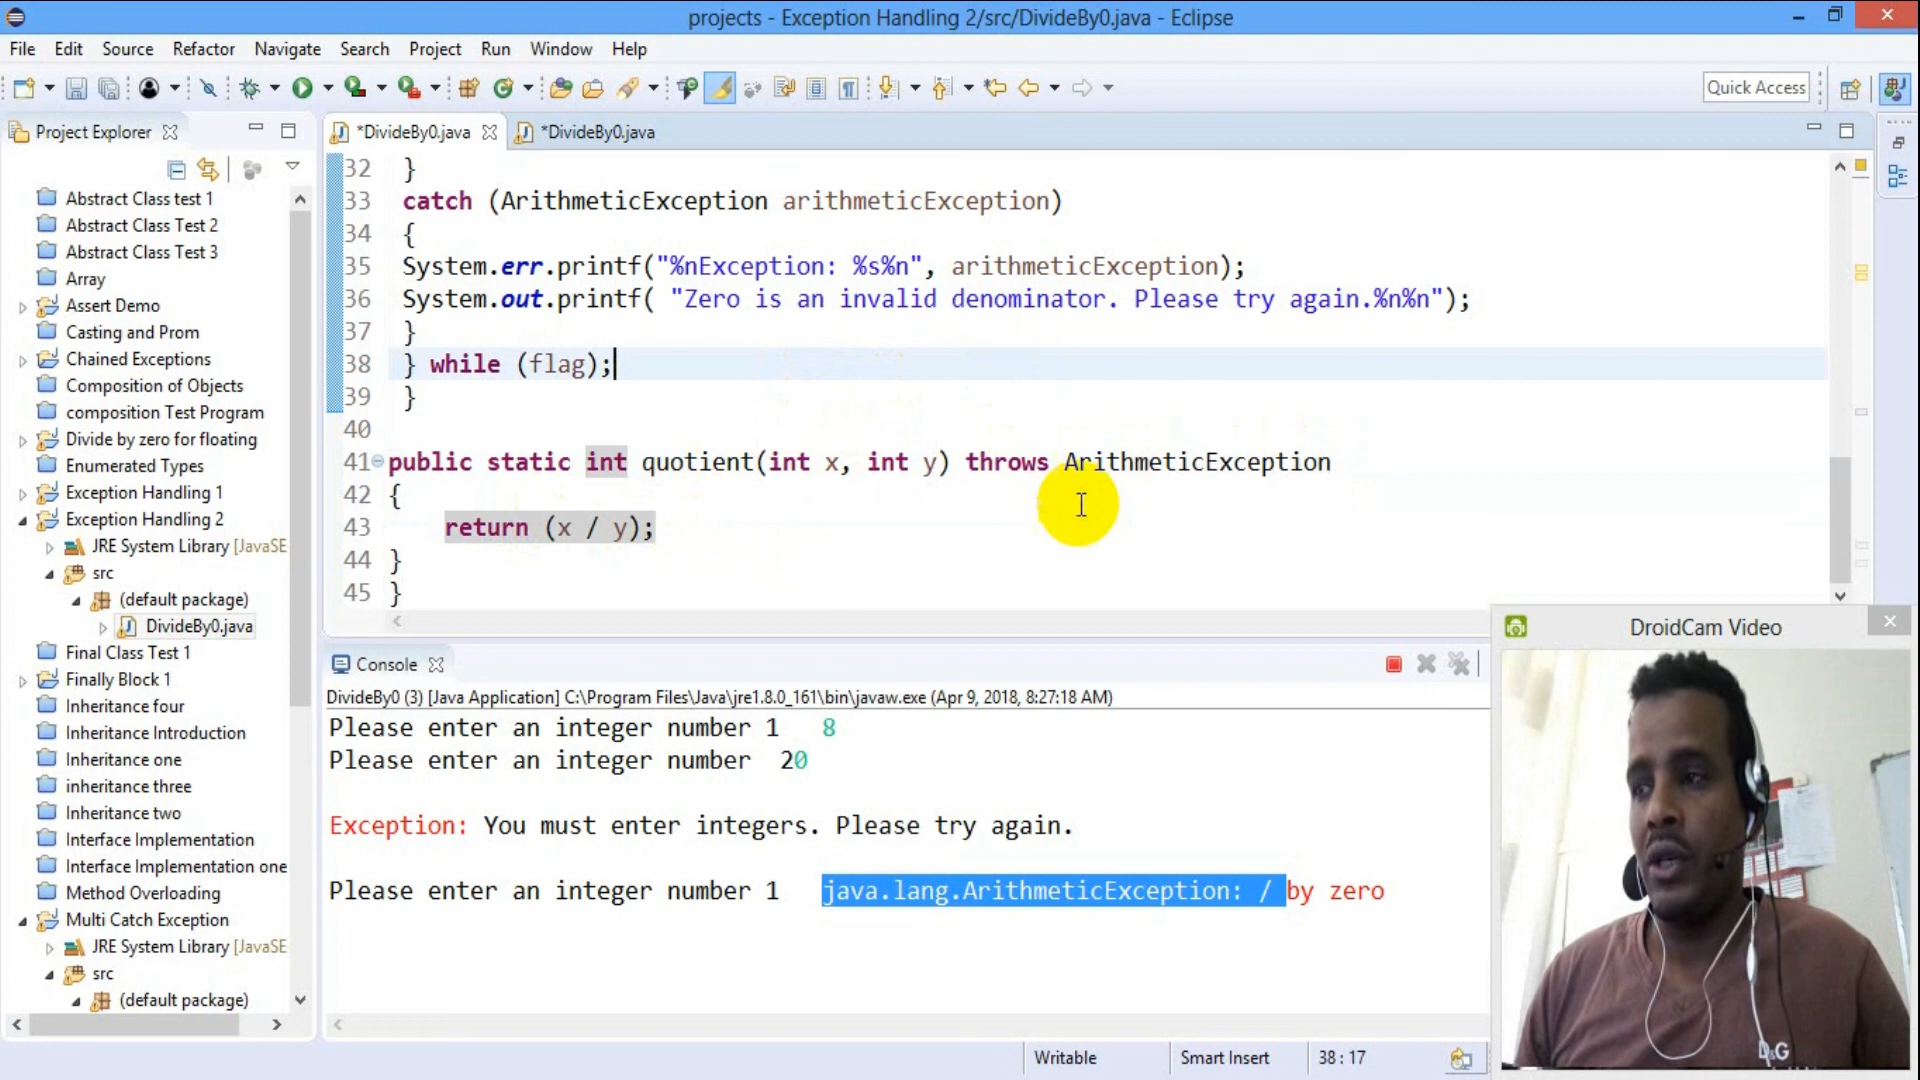 projects - Exception Handling 2/src/DivideBy0.java - Eclipse
File Edit Source Refactor Navigate Search Project Run Window Help
Quick Access
Project Explorer
*DivideBy0.java
*DivideBy0.java
Abstract Class test 1
Abstract Class Test 2
Abstract Class Test 3
Array
Assert Demo
Casting and Prom
Chained Exceptions
Composition of Objects
composition Test Program
Divide by zero for floating
Enumerated Types
Exception Handling 1
Exception Handling 2
JRE System Library [JavaSE
src
(default package)
DivideBy0.java
Final Class Test 1
Finally Block 1
Inheritance four
Inheritance Introduction
Inheritance one
inheritance three
Inheritance two
Interface Implementation
Interface Implementation one
Method Overloading
Multi Catch Exception
JRE System Library [JavaSE
src
(default package)
32 }
33 catch (ArithmeticException arithmeticException)
34 {
35 System.err.printf("%nException: %s%n", arithmeticException);
36 System.out.printf( "Zero is an invalid denominator. Please try again.%n%n");
37 }
38 } while (flag);
39 }
40
41 public static int quotient(int x, int y) throws ArithmeticException
42 {
43 return (x / y);
44 }
45 }
Console
DivideBy0 (3) [Java Application] C:\Program Files\Java\jre1.8.0_161\bin\javaw.exe (Apr 9, 2018, 8:27:18 AM)
Please enter an integer number 1 8
Please enter an integer number 20
Exception: You must enter integers. Please try again.
Please enter an integer number 1 java.lang.ArithmeticException: / by zero
Writable
Smart Insert
38 : 17
DroidCam Video
D&G